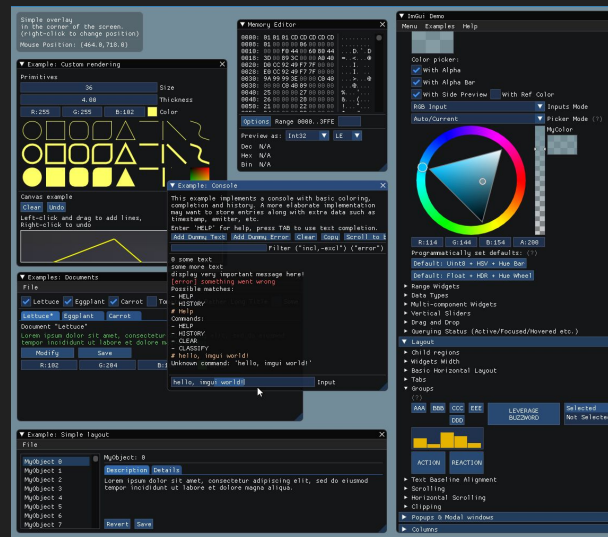 Simple overlay
in the corner of the screen.
(right-click to change position)
Mouse Position: (464.0,718.0)
Example: Custom rendering
Primitives
36 Size
4.00 Thickness
R:255 G:255 B:102 Color
Canvas example
Clear Undo
Left-click and drag to add lines,
Right-click to undo
Memory Editor
Options Range 0000..3FFE
Preview as: Int32 LE
Dec N/A
Hex N/A
Bin N/A
Example: Console
This example implements a console with basic coloring,
completion and history. A more elaborate implementation
may want to store entries along with extra data such as
timestamp, emitter, etc.
Enter 'HELP' for help, press TAB to use text completion.
Add Dummy Text Add Dummy Error Clear Copy Scroll to
Filter ("incl,-excl") ("error")
0 some text
some more text
display very important message here!
[error] something went wrong
Possible matches:
- HELP
- HISTORY
# Help
Commands:
- HELP
- HISTORY
- CLEAR
- CLASSIFY
# hello, imgui world!
Unknown command: 'hello, imgui world!'
hello, imgui world! Input
Examples: Documents
File
Lettuce Eggplant Carrot
Lettuce* Eggplant Carrot
Document "Lettuce"
Lorem ipsum dolor sit amet, consectetur
tempor incididunt ut labore et dolore
Modify Save
R:102 G:204
Example: Simple layout
File
MyObject 0
MyObject 1
MyObject 2
MyObject 3
MyObject 4
MyObject 5
MyObject 6
MyObject 7
MyObject: 0
Description Details
Lorem ipsum dolor sit amet, consectetur adipiscing elit, sed do eiusmod
tempor incididunt ut labore et dolore magna aliqua.
Revert Save
ImGui Demo
Menu Examples Help
Color picker:
With Alpha
With Alpha Bar
With Side Preview With Ref Color
RGB Input Inputs Mode
Auto/Current Picker Mode (?)
MyColor
R:114 G:144 B:154 A:200
Programmatically set defaults: (?)
Default: Uint8 + HSV + Hue Bar
Default: Float + HDR + Hue Wheel
Range Widgets
Data Types
Multi-component Widgets
Vertical Sliders
Drag and Drop
Querying Status (Active/Focused/Hovered etc.)
Layout
Child regions
Widgets Width
Basic Horizontal Layout
Tabs
Groups
(?)
AAA BBB CCC EEE
DDD
LEVERAGE
BUZZWORD
Selected
Not Selected
ACTION REACTION
Text Baseline Alignment
Scrolling
Horizontal Scrolling
Clipping
Popups & Modal windows
Columns